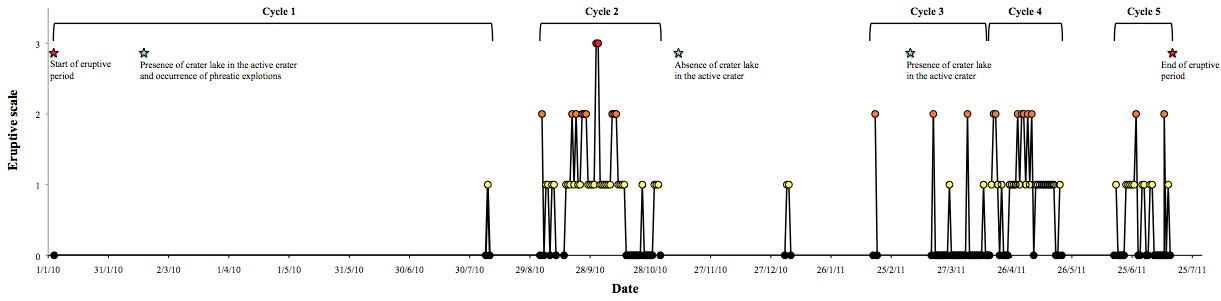 Cycle 1
Cycle 2
Cycle 3
Cycle 4
Cycle 5
3
2
1
0
Eruptive scale
Start of eruptive
period
Presence of crater lake in the active crater
and occurrence of phreatic explotions
Absence of crater lake
in the active crater
Presence of crater lake
in the active crater
End of eruptive
period
1/1/10
31/1/10
2/3/10
1/4/10
1/5/10
31/5/10
30/6/10
30/7/10
29/8/10
28/9/10
28/10/10
27/11/10
27/12/10
26/1/11
25/2/11
27/3/11
26/4/11
26/5/11
25/6/11
25/7/11
Date